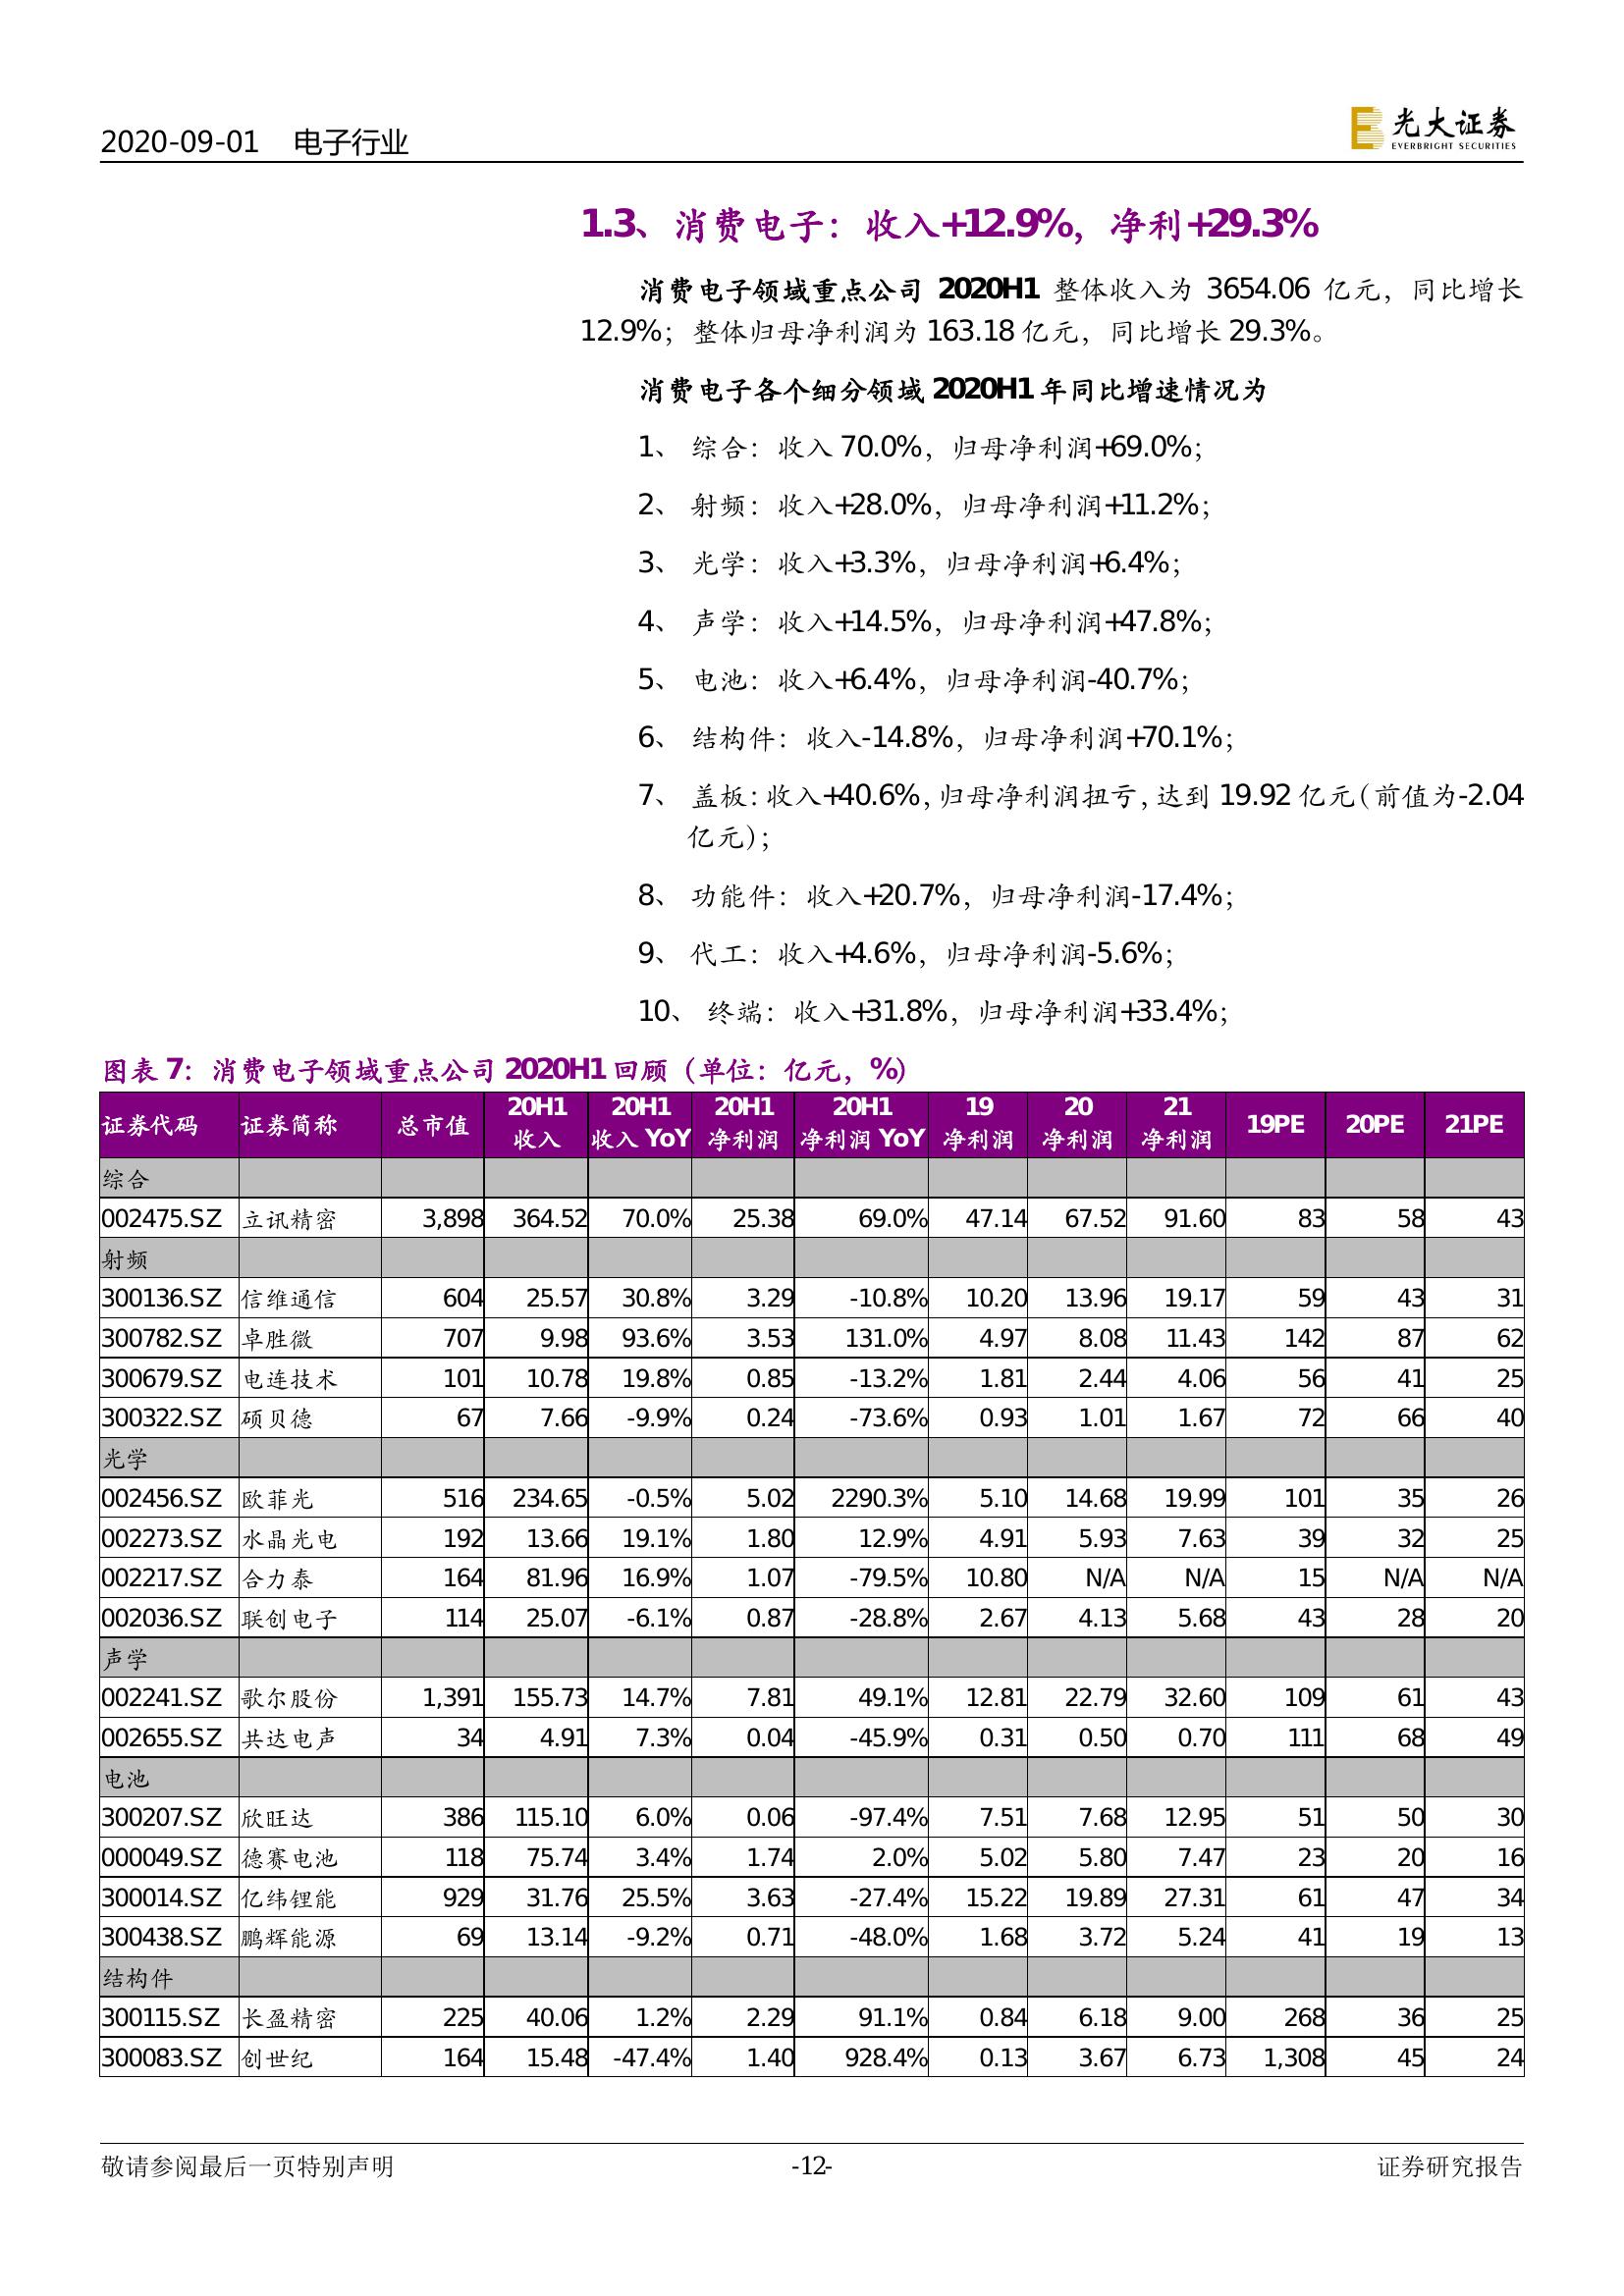 2020-09-01 电子行业
光大证券
EVERBRIGHT SECURITIES
1.3、消费电子：收入+12.9%，净利+29.3%
消费电子领域重点公司 2020H1 整体收入为 3654.06 亿元，同比增长
12.9%；整体归母净利润为 163.18 亿元，同比增长 29.3%。
消费电子各个细分领域 2020H1 年同比增速情况为
1、 综合：收入 70.0%，归母净利润+69.0%；
2、 射频：收入+28.0%，归母净利润+11.2%；
3、 光学：收入+3.3%，归母净利润+6.4%；
4、 声学：收入+14.5%，归母净利润+47.8%；
5、 电池：收入+6.4%，归母净利润-40.7%；
6、 结构件：收入-14.8%，归母净利润+70.1%；
7、 盖板：收入+40.6%，归母净利润扭亏，达到 19.92 亿元（前值为-2.04
亿元）；
8、 功能件：收入+20.7%，归母净利润-17.4%；
9、 代工：收入+4.6%，归母净利润-5.6%；
10、 终端：收入+31.8%，归母净利润+33.4%；
图表 7：消费电子领域重点公司 2020H1 回顾（单位：亿元，%）
证券代码 证券简称 总市值 20H1 收入 20H1 收入 YoY 20H1 净利润 20H1 净利润 YoY 19 净利润 20 净利润 21 净利润 19PE 20PE 21PE
综合
002475.SZ 立讯精密 3,898 364.52 70.0% 25.38 69.0% 47.14 67.52 91.60 83 58 43
射频
300136.SZ 信维通信 604 25.57 30.8% 3.29 -10.8% 10.20 13.96 19.17 59 43 31
300782.SZ 卓胜微 707 9.98 93.6% 3.53 131.0% 4.97 8.08 11.43 142 87 62
300679.SZ 电连技术 101 10.78 19.8% 0.85 -13.2% 1.81 2.44 4.06 56 41 25
300322.SZ 硕贝德 67 7.66 -9.9% 0.24 -73.6% 0.93 1.01 1.67 72 66 40
光学
002456.SZ 欧菲光 516 234.65 -0.5% 5.02 2290.3% 5.10 14.68 19.99 101 35 26
002273.SZ 水晶光电 192 13.66 19.1% 1.80 12.9% 4.91 5.93 7.63 39 32 25
002217.SZ 合力泰 164 81.96 16.9% 1.07 -79.5% 10.80 N/A N/A 15 N/A N/A
002036.SZ 联创电子 114 25.07 -6.1% 0.87 -28.8% 2.67 4.13 5.68 43 28 20
声学
002241.SZ 歌尔股份 1,391 155.73 14.7% 7.81 49.1% 12.81 22.79 32.60 109 61 43
002655.SZ 共达电声 34 4.91 7.3% 0.04 -45.9% 0.31 0.50 0.70 111 68 49
电池
300207.SZ 欣旺达 386 115.10 6.0% 0.06 -97.4% 7.51 7.68 12.95 51 50 30
000049.SZ 德赛电池 118 75.74 3.4% 1.74 2.0% 5.02 5.80 7.47 23 20 16
300014.SZ 亿纬锂能 929 31.76 25.5% 3.63 -27.4% 15.22 19.89 27.31 61 47 34
300438.SZ 鹏辉能源 69 13.14 -9.2% 0.71 -48.0% 1.68 3.72 5.24 41 19 13
结构件
300115.SZ 长盈精密 225 40.06 1.2% 2.29 91.1% 0.84 6.18 9.00 268 36 25
300083.SZ 创世纪 164 15.48 -47.4% 1.40 928.4% 0.13 3.67 6.73 1,308 45 24
敬请参阅最后一页特别声明 -12- 证券研究报告